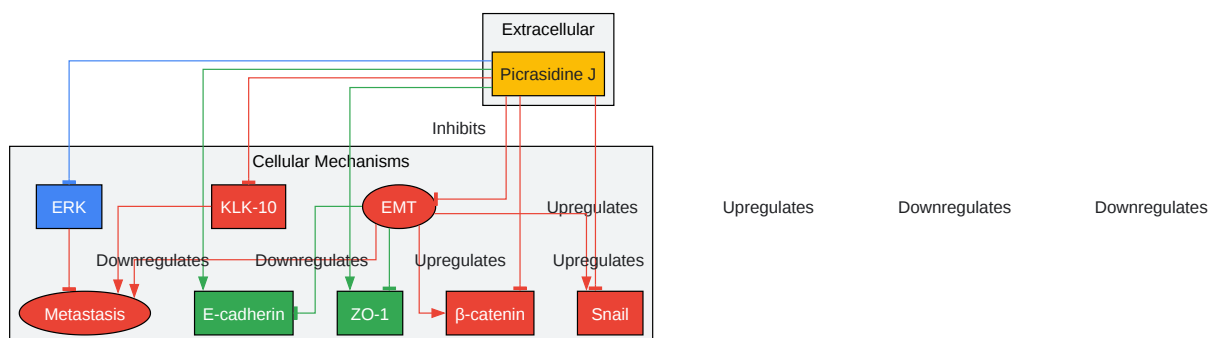 Extracellular
Picrasidine J
Inhibits
Cellular Mechanisms
ERK
KLK-10
EMT
Upregulates
Upregulates
Downregulates
Downregulates
Downregulates
Downregulates
Upregulates
Upregulates
Metastasis
E-cadherin
ZO-1
β-catenin
Snail